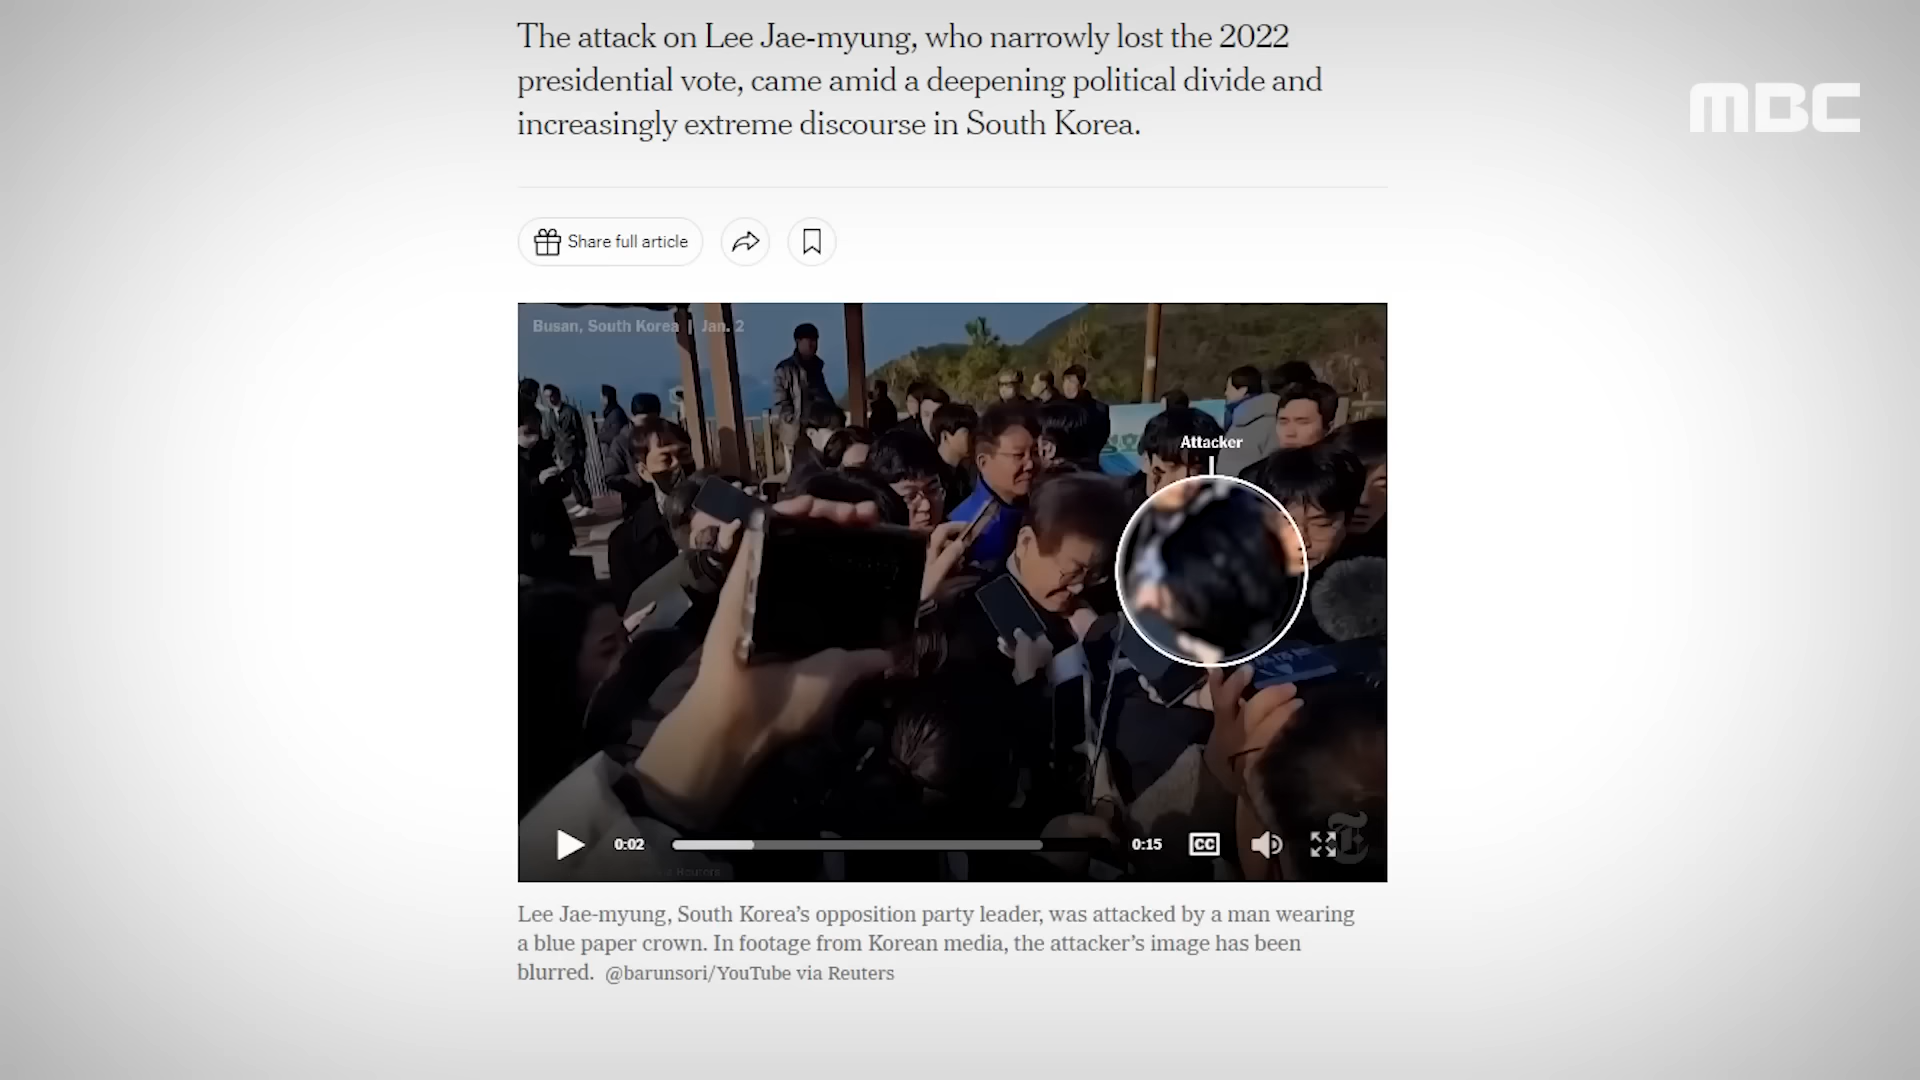 The attack on Lee Jae-myung, who narrowly lost the 2022
presidential vote, came amid a deepening political divide and
increasingly extreme discourse in South Korea.
MBC
Share full article
Busan, South Korea | Jan. 2
Attacker
0:02
0:15
CC
Lee Jae-myung, South Korea’s opposition party leader, was attacked by a man wearing
a blue paper crown. In footage from Korean media, the attacker’s image has been
blurred. @barunsori/YouTube via Reuters